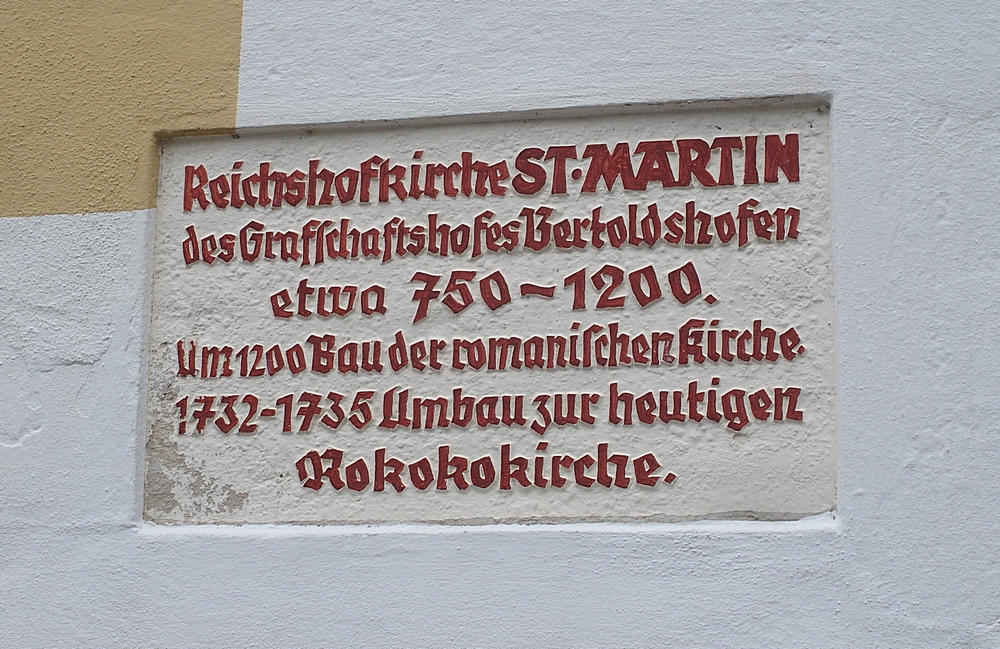 Reichshofkirche ST·MARTIN
des Grafſchaftshofes Bertoldshofen
etwa 750~1200.
Um 1200 Bau der romaniſchen Kirche.
1732-1735 Umbau zur heutigen
Rokokokirche.